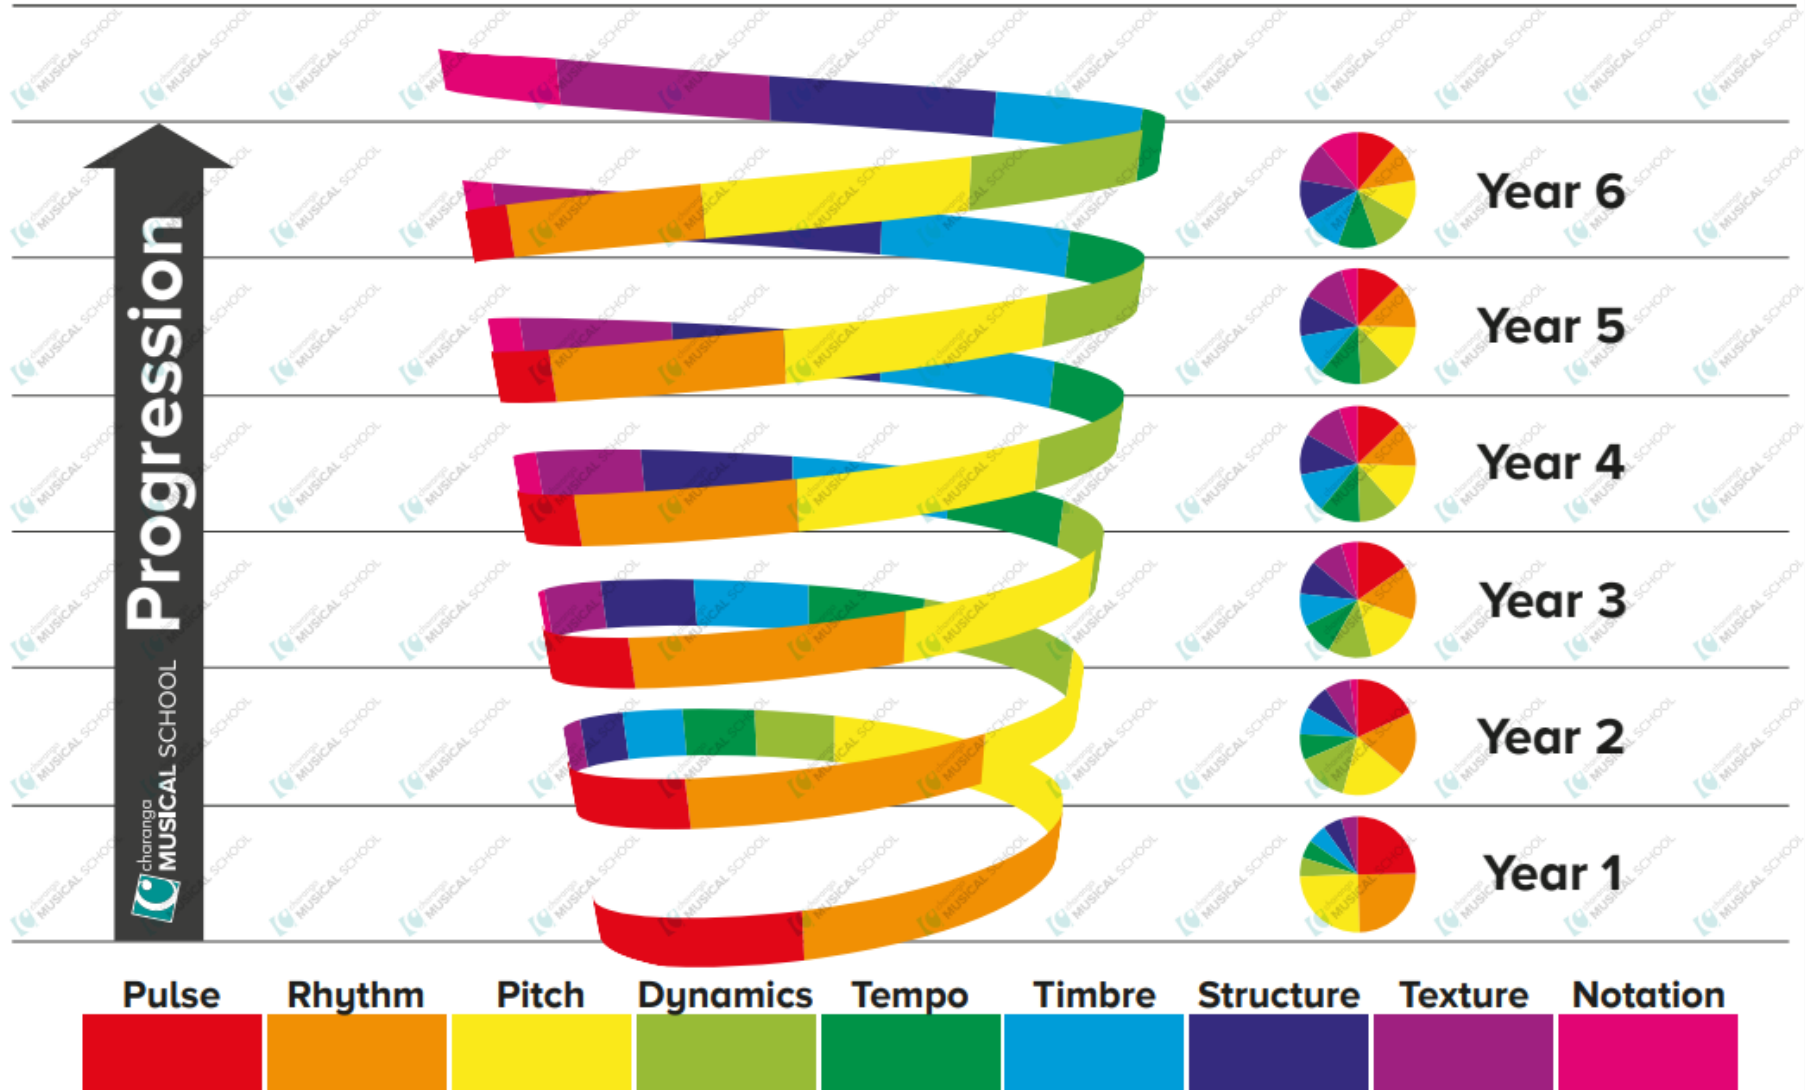 Progression
charanga
MUSICAL SCHOOL
Year 6
Year 5
Year 4
Year 3
Year 2
Year 1
Pulse Rhythm Pitch Dynamics Tempo Timbre Structure Texture Notation